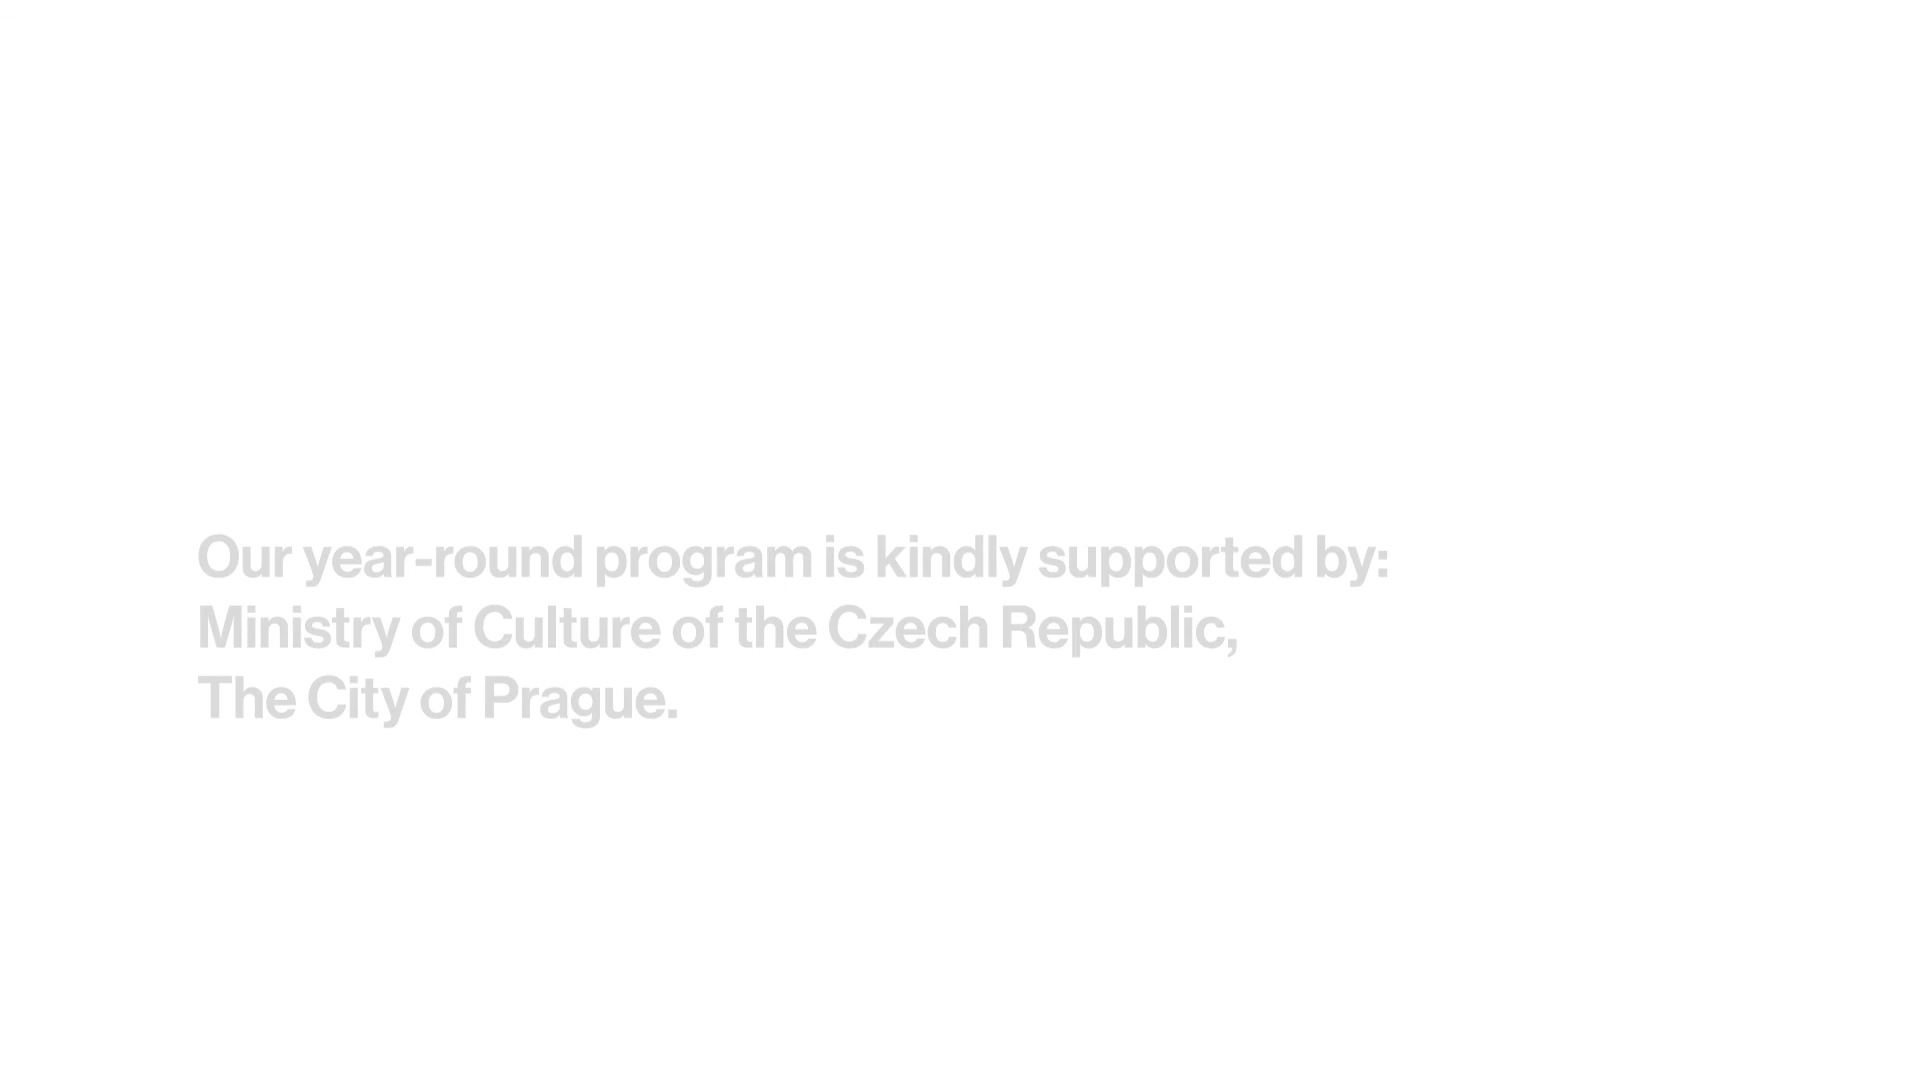 Our year-round program is kindly supported by:
Ministry of Culture of the Czech Republic,
The City of Prague.